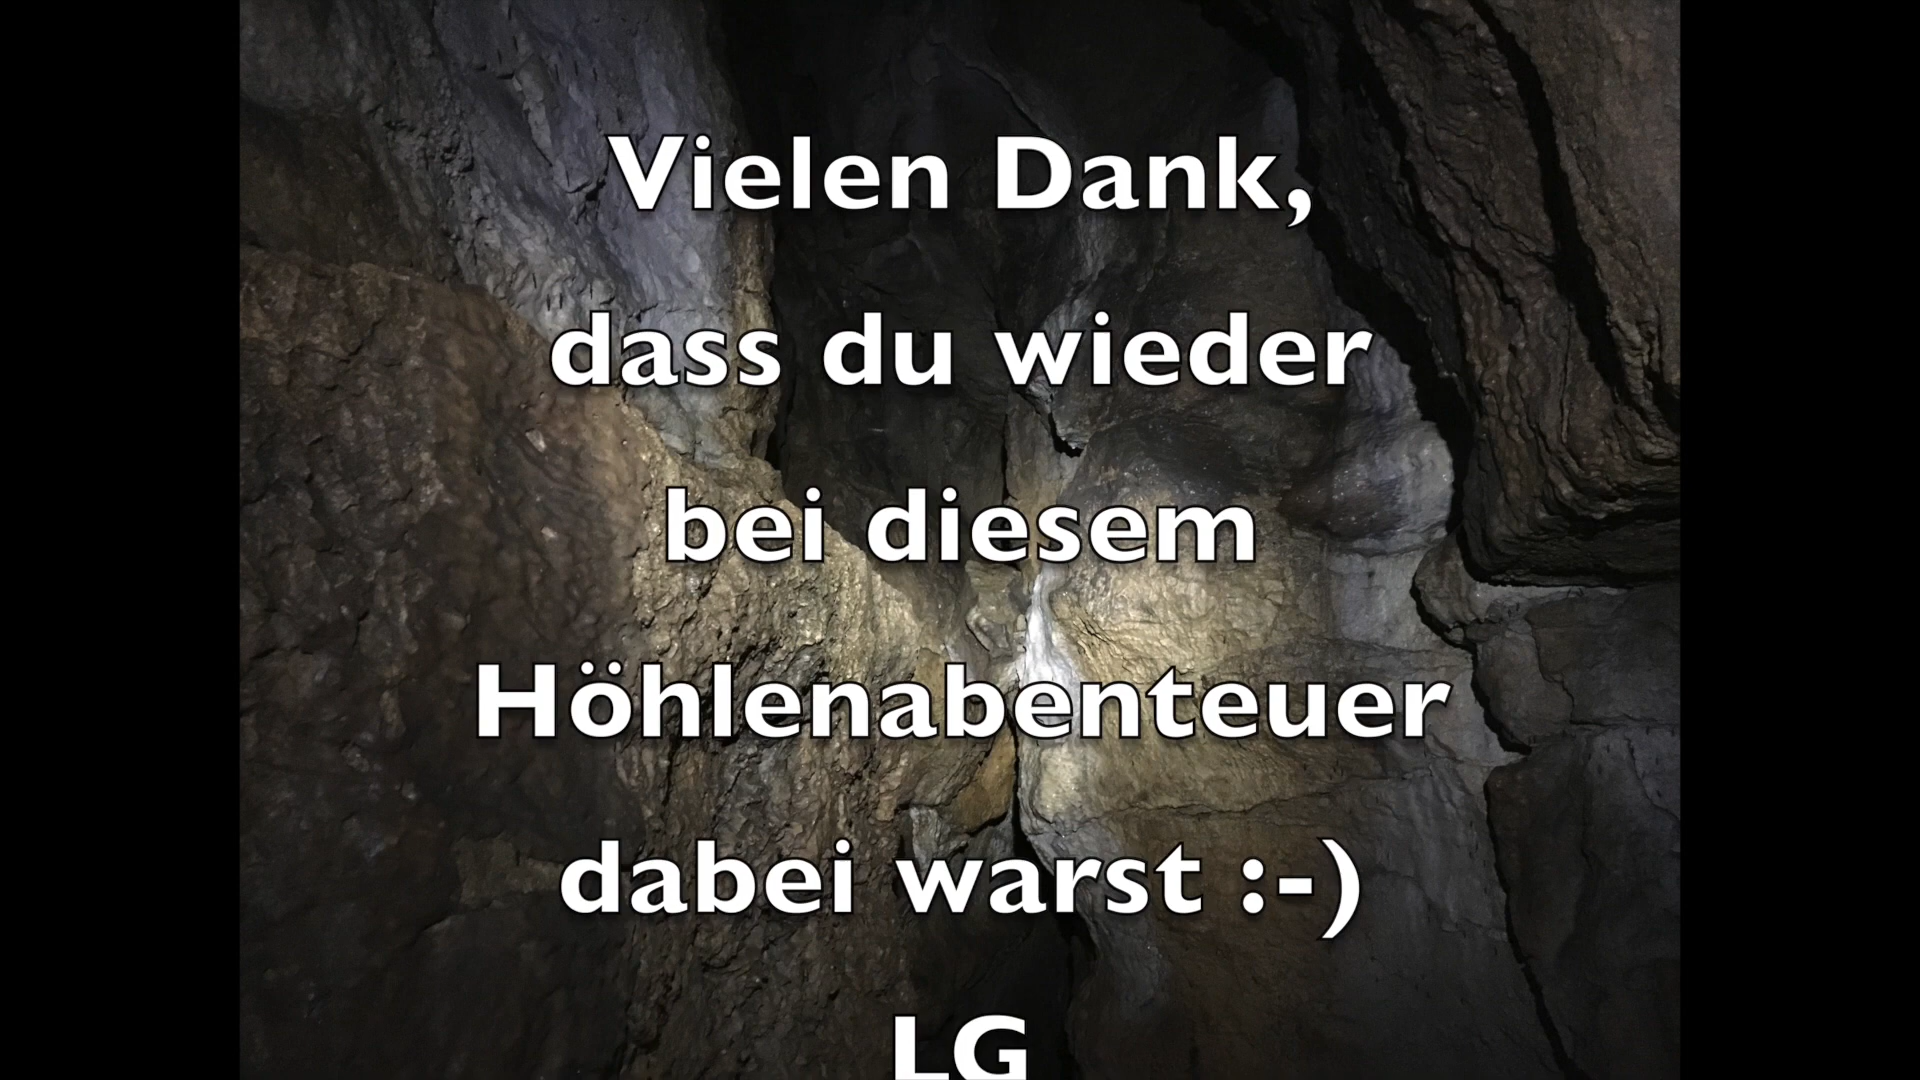 Vielen Dank,
dass du wieder
bei diesem
Höhlenabenteuer
dabei warst :-)
LG